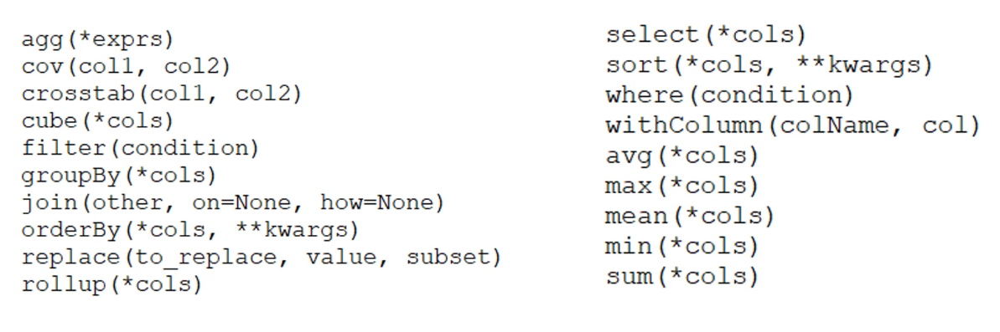 agg(*exprs)
cov(col1, col2)
crosstab(col1, col2)
cube(*cols)
filter(condition)
groupBy(*cols)
join(other, on=None, how=None)
orderBy(*cols, **kwargs)
replace(to_replace, value, subset)
rollup(*cols)
select(*cols)
sort(*cols, **kwargs)
where(condition)
withColumn(colName, col)
avg(*cols)
max(*cols)
mean(*cols)
min(*cols)
sum(*cols)